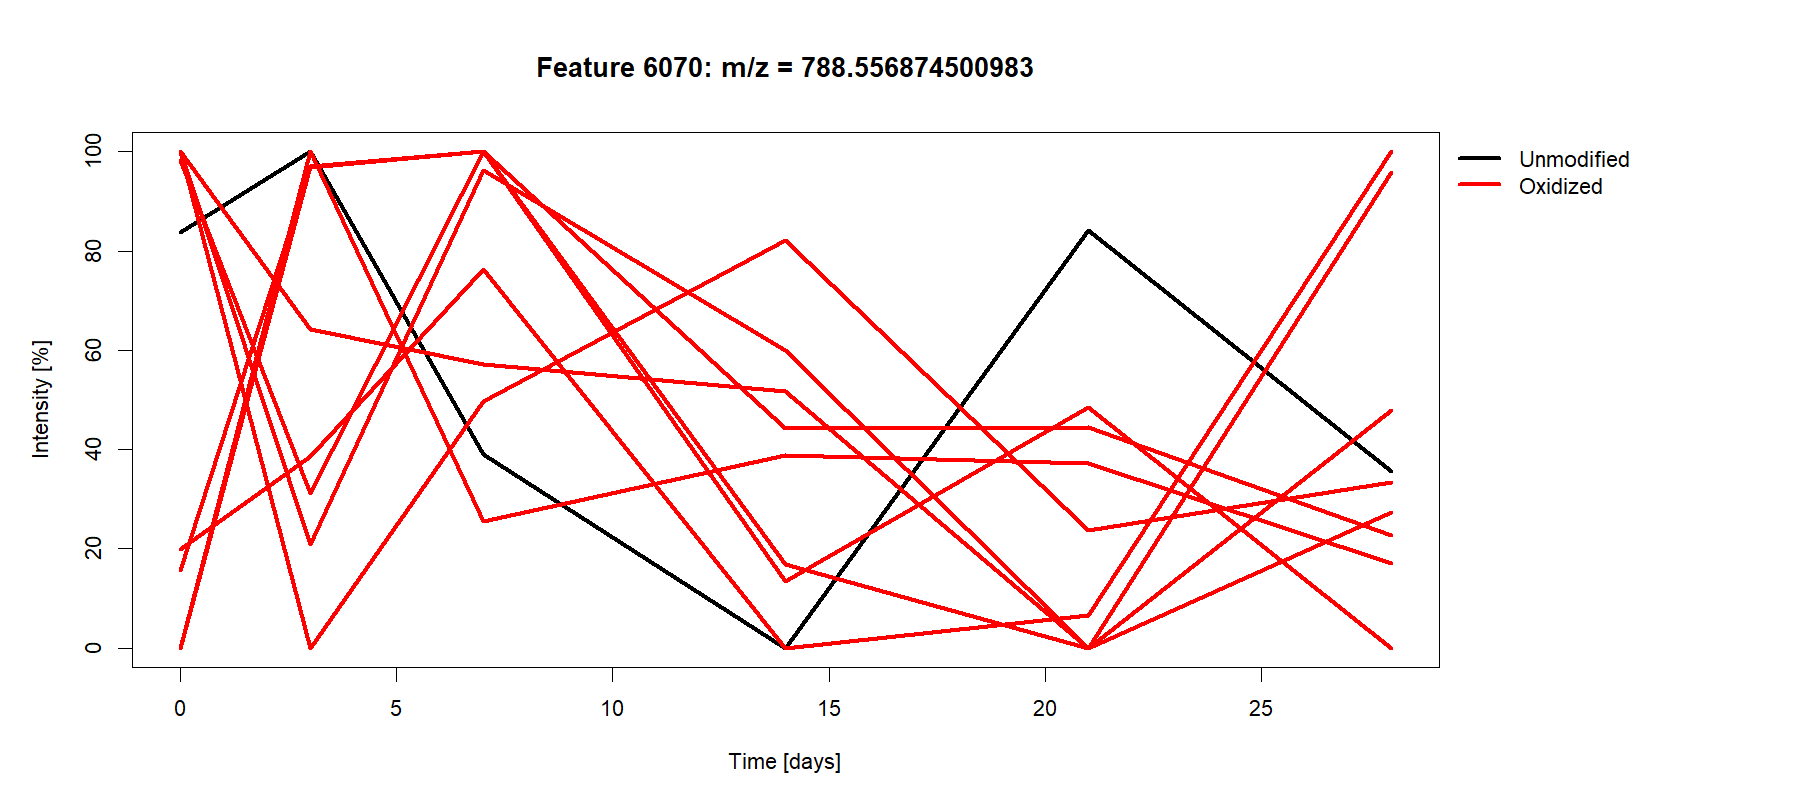 Feature 6070: m/z = 788.556874500983
Unmodified
Oxidized
Intensity [%]
100
80
60
40
20
0
0 5 10 15 20 25
Time [days]